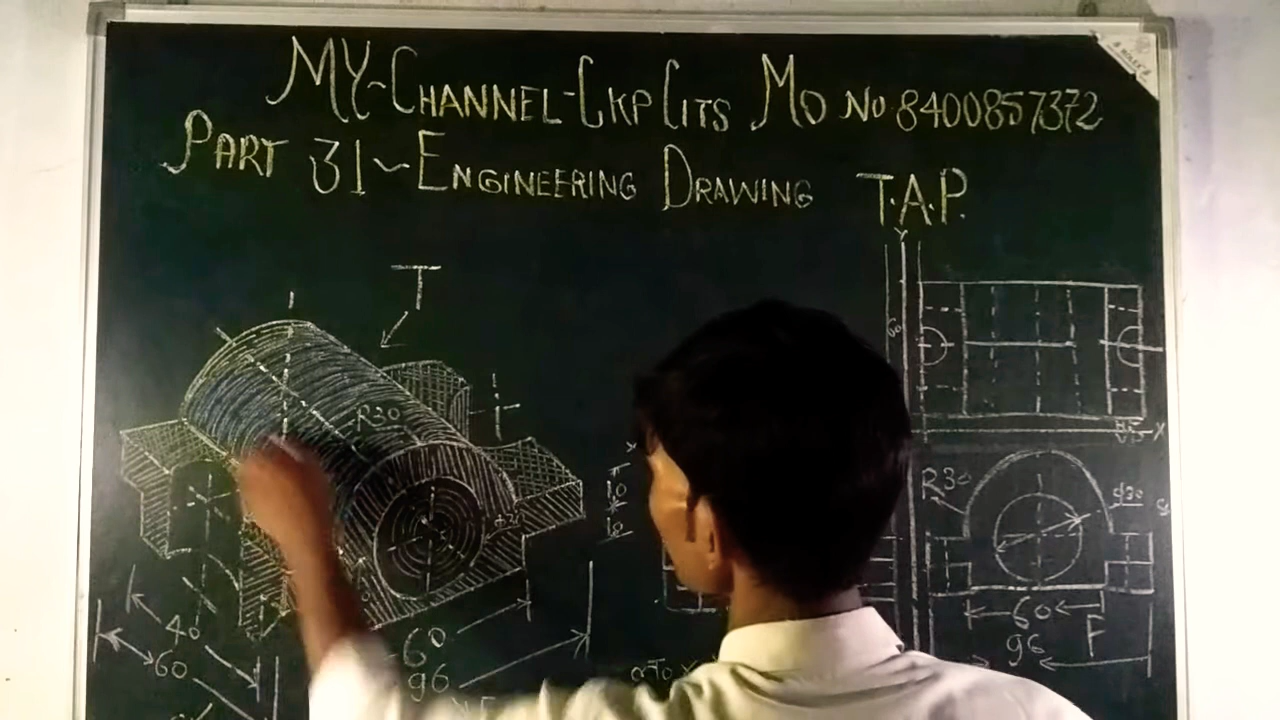 MY-CHANNEL-CKP CITS MO NO 8400857372
PART 31~ENGINEERING DRAWING T.A.P.
T
R30
40
60
60
96
F
X
Y
X
R30
60
96
F